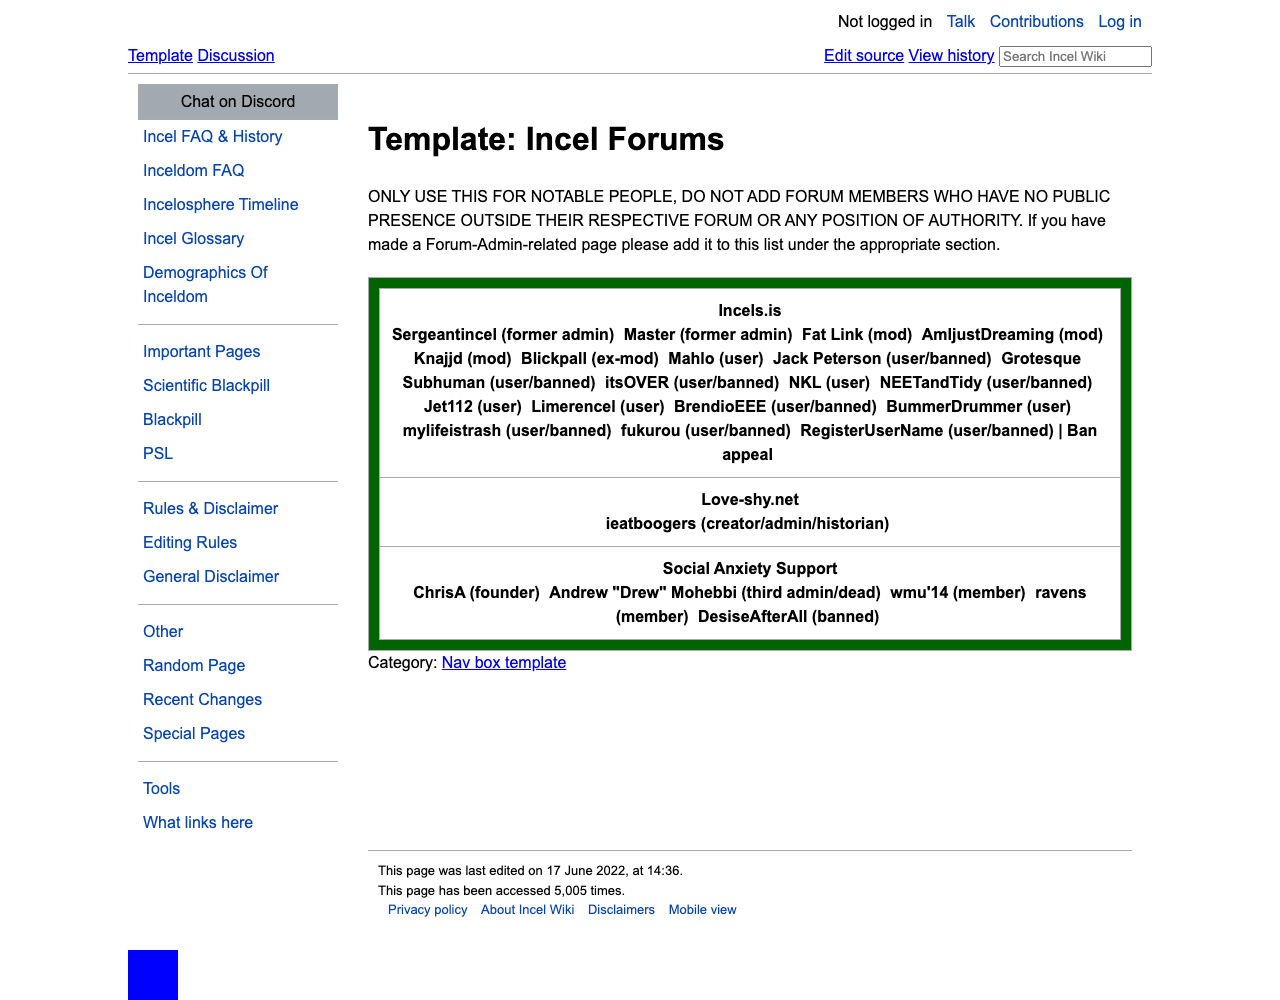 Not logged in Talk Contributions Log in
Template Discussion Edit source View history Search Incel Wiki
Chat on Discord
Incel FAQ & History
Inceldom FAQ
Incelosphere Timeline
Incel Glossary
Demographics Of
Inceldom
Important Pages
Scientific Blackpill
Blackpill
PSL
Rules & Disclaimer
Editing Rules
General Disclaimer
Other
Random Page
Recent Changes
Special Pages
Tools
What links here
Template: Incel Forums
ONLY USE THIS FOR NOTABLE PEOPLE, DO NOT ADD FORUM MEMBERS WHO HAVE NO PUBLIC
PRESENCE OUTSIDE THEIR RESPECTIVE FORUM OR ANY POSITION OF AUTHORITY. If you have
made a Forum-Admin-related page please add it to this list under the appropriate section.
Incels.is
Sergeantincel (former admin) Master (former admin) Fat Link (mod) AmIjustDreaming (mod)
Knajjd (mod) Blickpall (ex-mod) Mahlo (user) Jack Peterson (user/banned) Grotesque
Subhuman (user/banned) itsOVER (user/banned) NKL (user) NEETandTidy (user/banned)
Jet112 (user) Limerencel (user) BrendioEEE (user/banned) BummerDrummer (user)
mylifeistrash (user/banned) fukurou (user/banned) RegisterUserName (user/banned) | Ban
appeal
Love-shy.net
ieatboogers (creator/admin/historian)
Social Anxiety Support
ChrisA (founder) Andrew "Drew" Mohebbi (third admin/dead) wmu'14 (member) ravens
(member) DesiseAfterAll (banned)
Category: Nav box template
This page was last edited on 17 June 2022, at 14:36.
This page has been accessed 5,005 times.
Privacy policy About Incel Wiki Disclaimers Mobile view